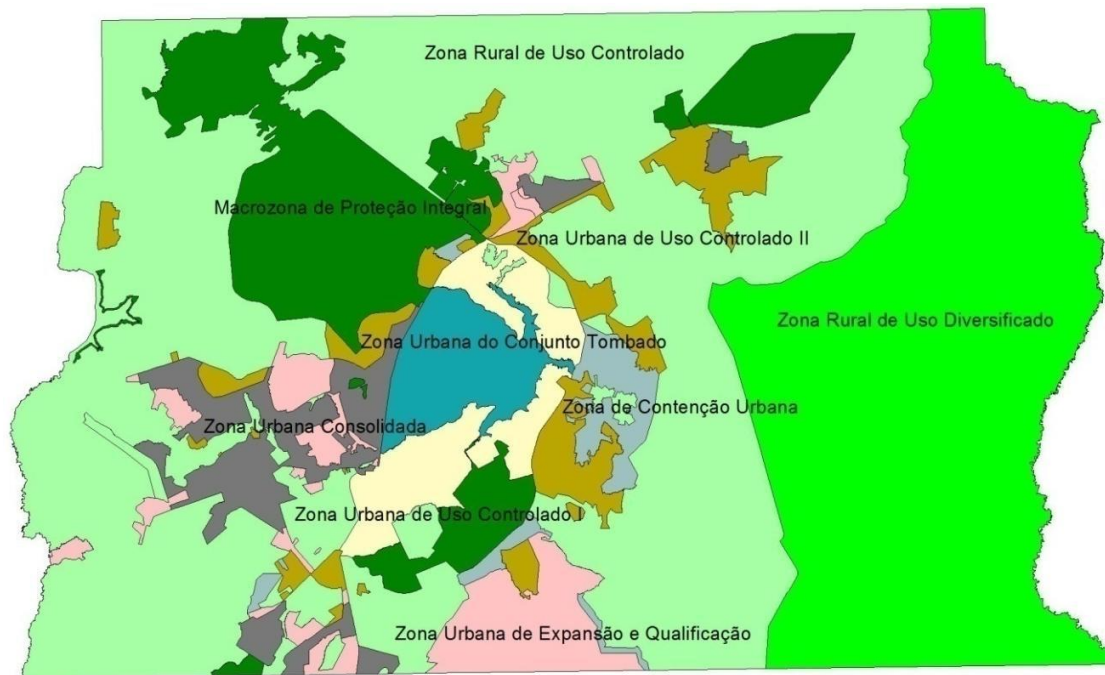 Zona Rural de Uso Controlado
Macrozona de Proteção Integral
Zona Urbana de Uso Controlado II
Zona Rural de Uso Diversificado
Zona Urbana do Conjunto Tombado
Zona de Contenção Urbana
Zona Urbana Consolidada
Zona Urbana de Uso Controlado I
Zona Urbana de Expansão e Qualificação